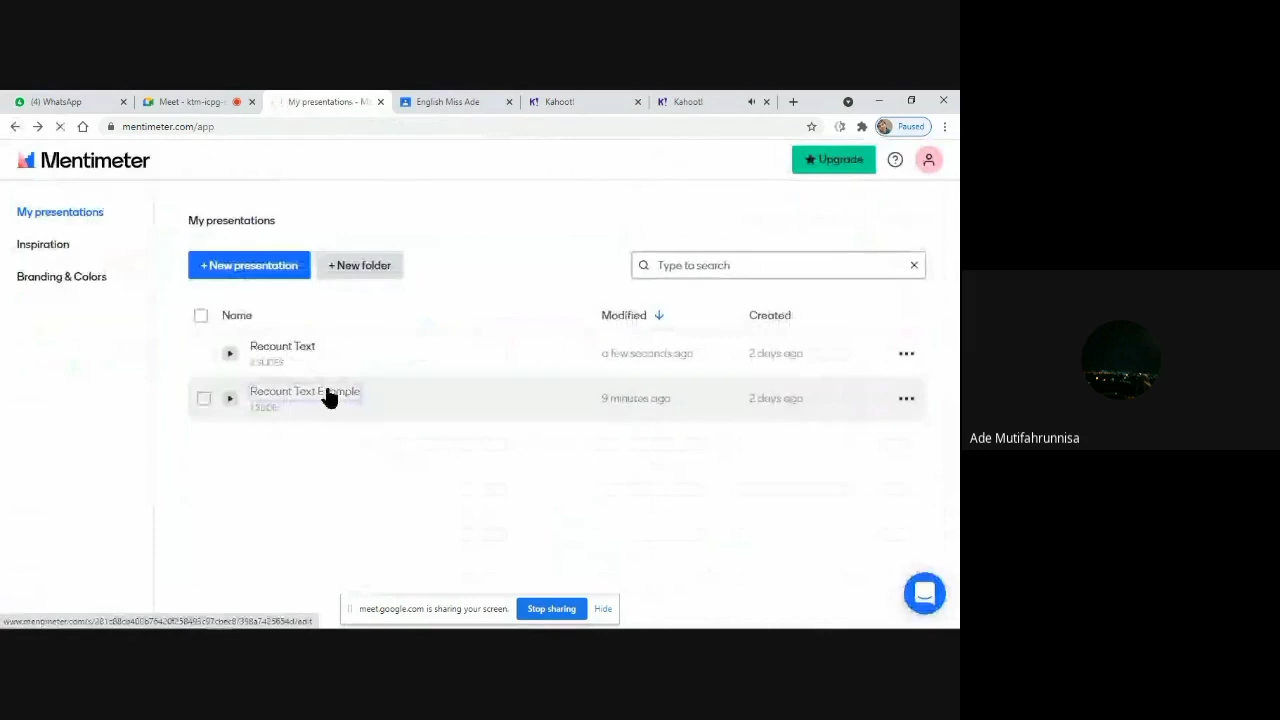 (4) WhatsApp
Meet - ktm-icpg-
My presentations - M
English Miss Ade
Kahoot!
Kahoot!
mentimeter.com/app
Paused
Mentimeter
★ Upgrade
My presentations
Inspiration
Branding & Colors
My presentations
+ New presentation
+ New folder
Type to search
Name
Modified
Created
Recount Text
SLIDES
a few seconds ago
2 days ago
Recount Text Example
1 SLIDE
9 minutes ago
2 days ago
Ade Mutifahrunnisa
meet.google.com is sharing your screen.
Stop sharing
Hide